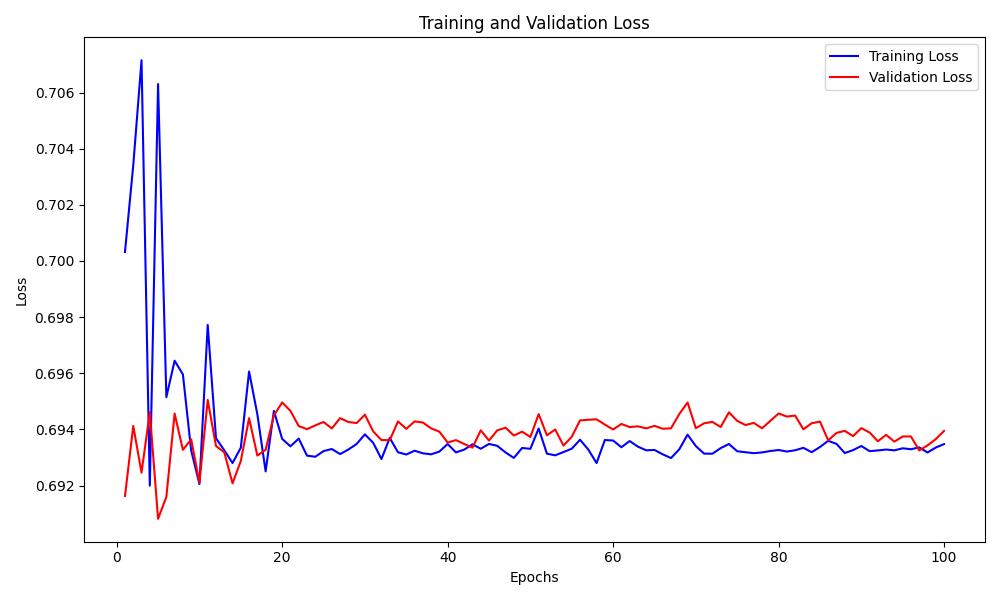 Training and Validation Loss
Training Loss
Validation Loss
0.706
0.704
0.702
0.700
0.698
0.696
0.694
0.692
Loss
0
20
40
60
80
100
Epochs